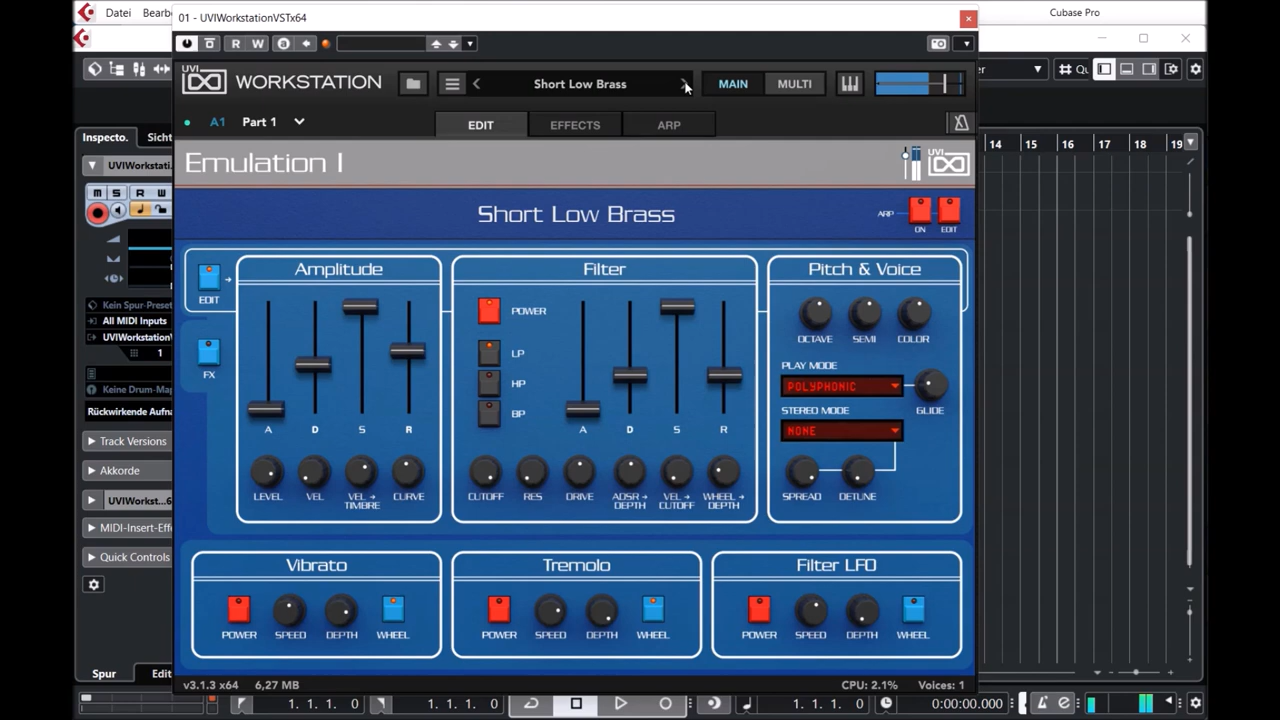 Datei
Bearb
01 - UVIWorkstationVSTx64
Cubase Pro
R W
UVI
WORKSTATION
Short Low Brass
MAIN
MULTI
A1
Part 1
EDIT
EFFECTS
ARP
Inspecto.
Sicht
UVIWorkstati
m S R W
All MIDI Inputs
Kein Spur-Preset
UVIWorkstationV
1
Keine Drum-Map
Rückwirkende Aufna
Track Versions
Akkorde
UVIWorkst...6
MIDI-Insert-Effe
Quick Controls
Spur
Edit
Emulation I
UVI
Short Low Brass
ARP
ON
EDIT
EDIT
FX
Amplitude
A D S R
LEVEL
VEL
VEL→
TIMBRE
CURVE
Filter
POWER
LP
HP
BP
A D S R
CUTOFF
RES
DRIVE
ADSR→
DEPTH
VEL→
CUTOFF
WHEEL→
DEPTH
Pitch & Voice
OCTAVE
SEMI
COLOR
PLAY MODE
POLYPHONIC
GLIDE
STEREO MODE
NONE
SPREAD
DETUNE
Vibrato
POWER
SPEED
DEPTH
WHEEL
Tremolo
POWER
SPEED
DEPTH
WHEEL
Filter LFO
POWER
SPEED
DEPTH
WHEEL
v3.1.3 x64
6,27 MB
CPU: 2.1%
Voices: 1
14 15 16 17 18 19
1. 1. 1. 0
1. 1. 1. 0
1. 1. 1. 0
0:00:00.000